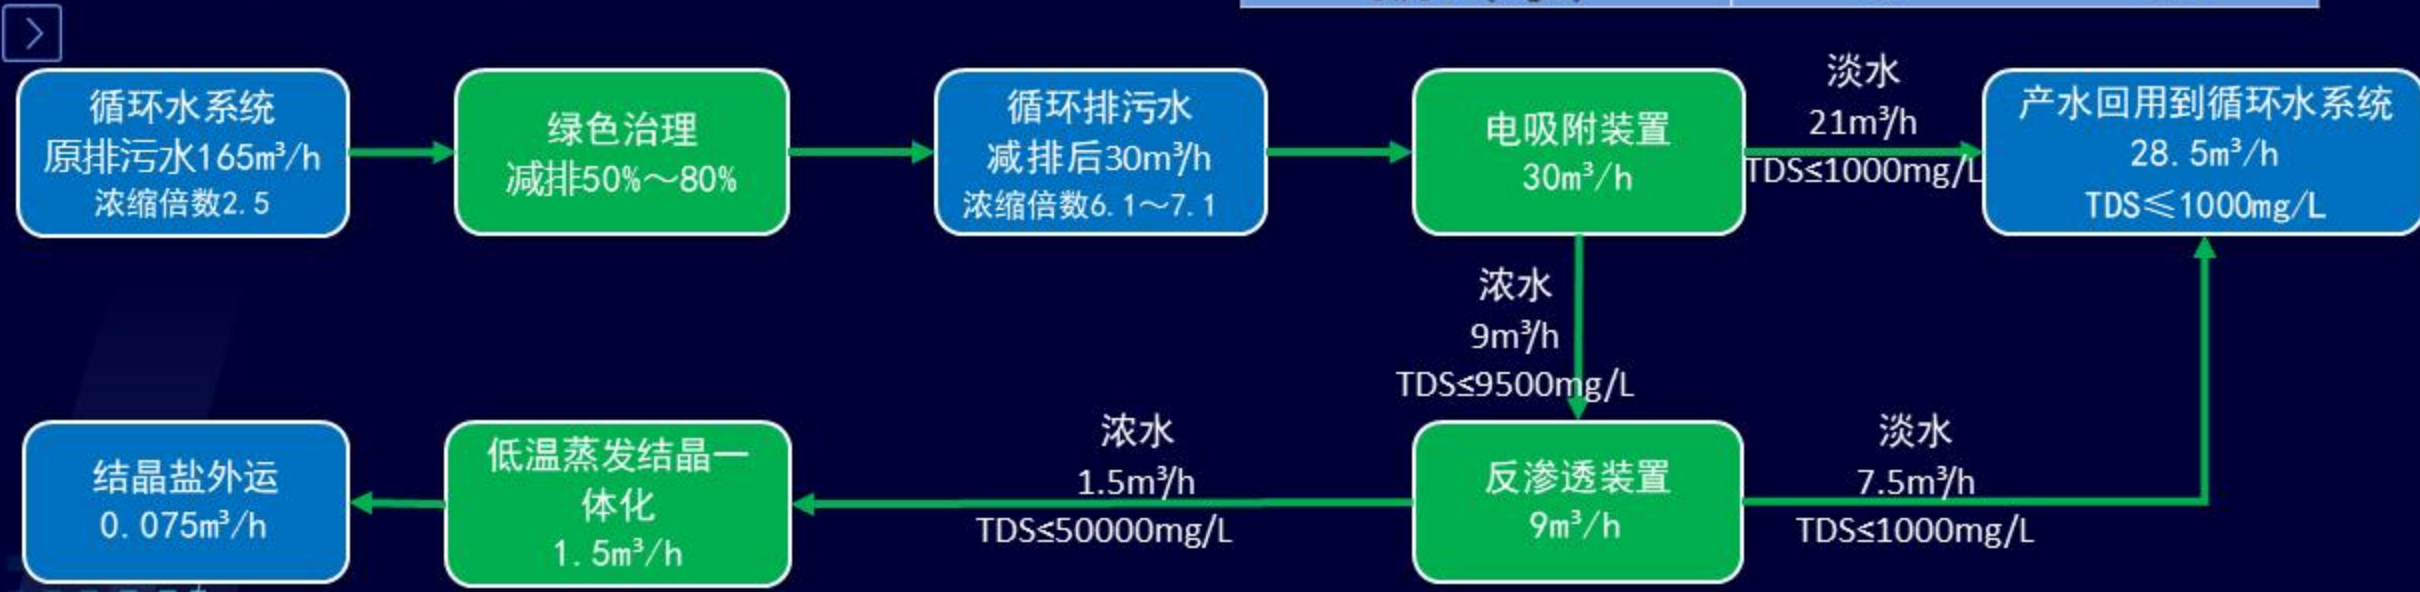 循环水系统
原排污水165m³/h
浓缩倍数2.5
绿色治理
减排50%～80%
循环排污水
减排后30m³/h
浓缩倍数6.1～7.1
电吸附装置
30m³/h
淡水
21m³/h
TDS≤1000mg/L
产水回用到循环水系统
28.5m³/h
TDS≤1000mg/L
浓水
9m³/h
TDS≤9500mg/L
结晶盐外运
0.075m³/h
低温蒸发结晶一
体化
1.5m³/h
浓水
1.5m³/h
TDS≤50000mg/L
反渗透装置
9m³/h
淡水
7.5m³/h
TDS≤1000mg/L